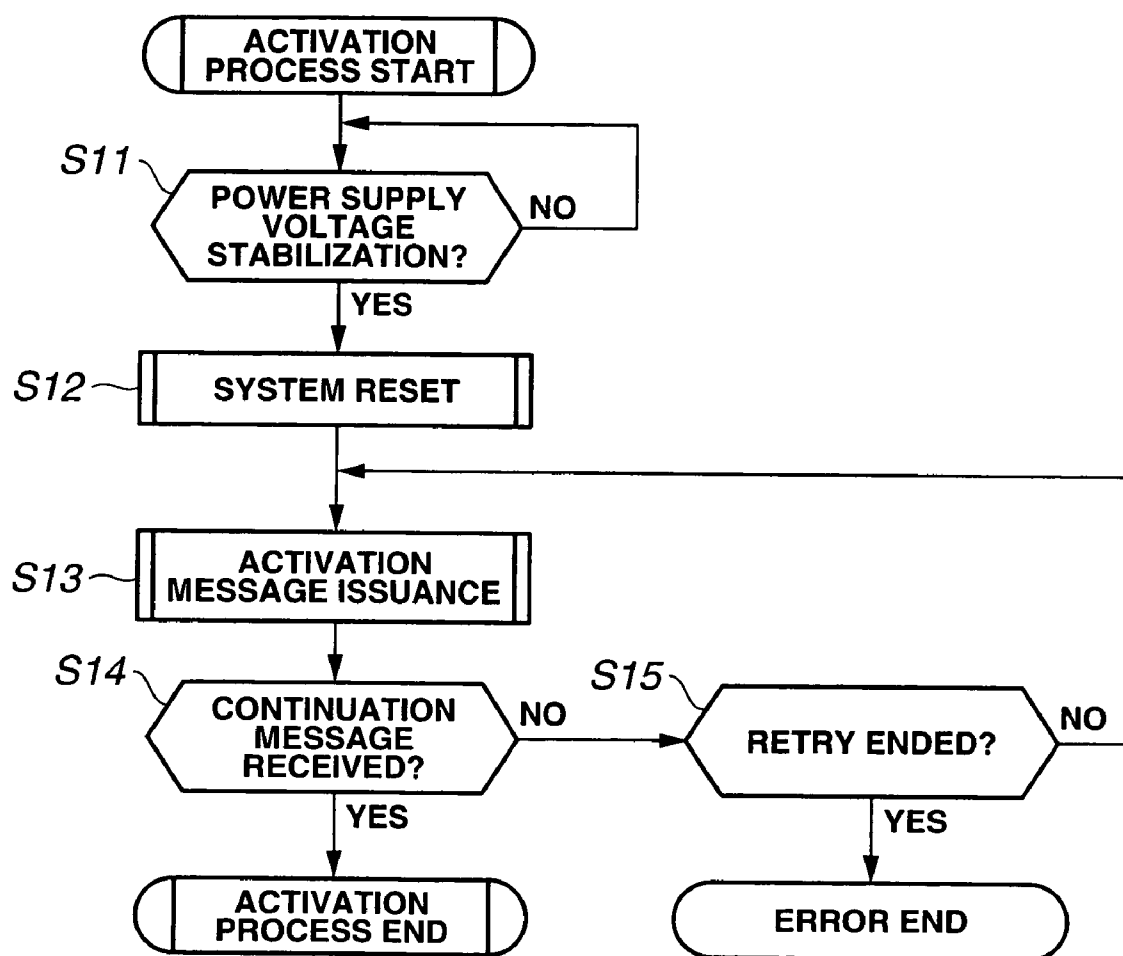 ACTIVATION
PROCESS START
S11
POWER SUPPLY
VOLTAGE
STABILIZATION?
NO
YES
S12
SYSTEM RESET
S13
ACTIVATION
MESSAGE ISSUANCE
S14
CONTINUATION
MESSAGE
RECEIVED?
NO
YES
S15
RETRY ENDED?
NO
YES
ACTIVATION
PROCESS END
ERROR END